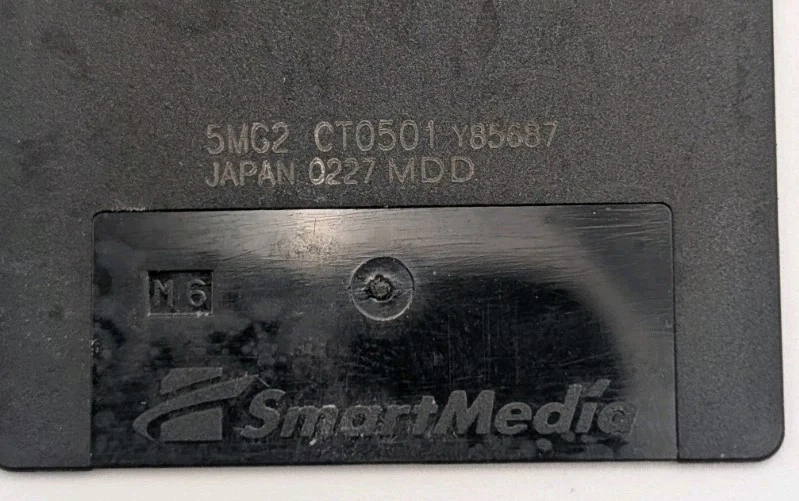 5MG2 CT0501 Y85687
JAPAN 0227 MDD
M6
SmartMedia